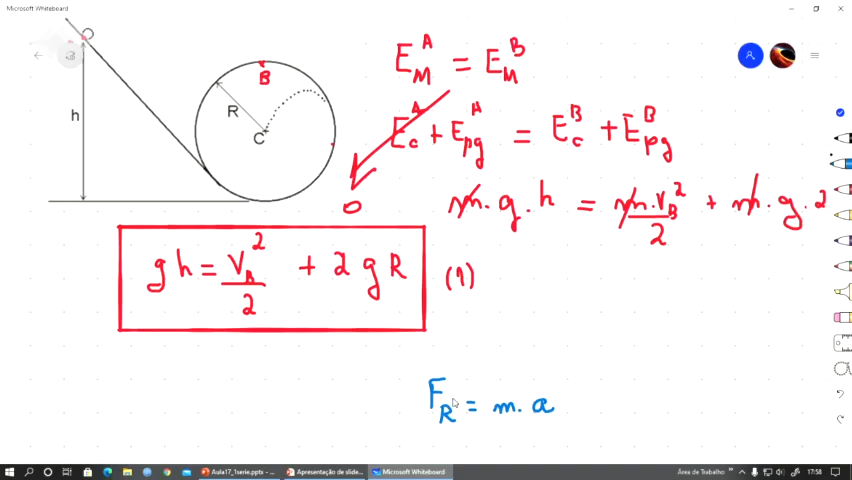 Microsoft Whiteboard
h
R
C
B
E_M^A = E_M^B
E_c^A + E_pg^A = E_c^B + E_pg^B
0
m.g.h = m.V_B^2/2 + m.g.2
gh = V_B^2/2 + 2gR (1)
F_R = m.a
Aula17_1serie.ppts - ...
Apresentação de slide...
Microsoft Whiteboard
Área de Trabalho
17:58